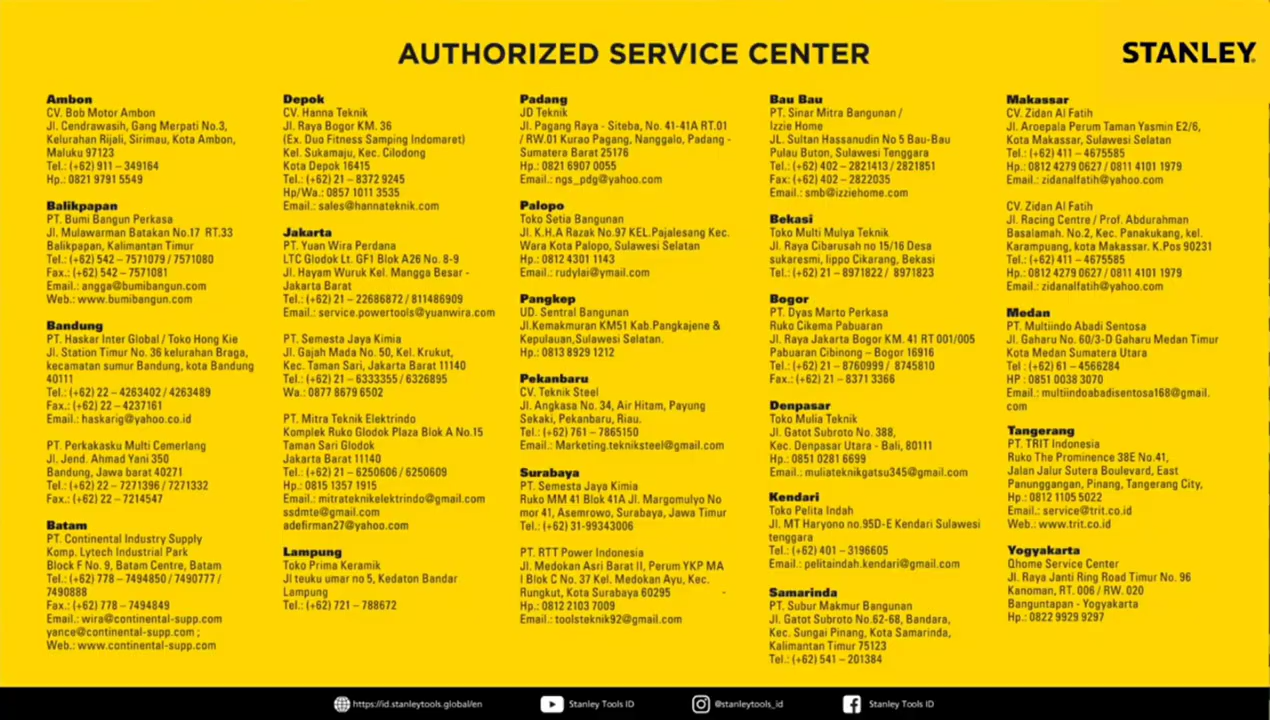 AUTHORIZED SERVICE CENTER
STANLEY
Ambon
CV. Bob Motor Ambon
Jl. Cendrawasih, Gang Merpati No.3,
Kelurahan Rijali, Sirimau, Kota Ambon,
Maluku 97123
Tel.: (+62) 911 – 349164
Hp.: 0821 9791 5549
Balikpapan
PT. Bumi Bangun Perkasa
Jl. Mulawarman Batakan No.17 RT.33
Balikpapan, Kalimantan Timur
Tel.: (+62) 542 – 7571079 / 7571080
Fax.: (+62) 542 – 7571081
Email.: angga@bumibangun.com
Web.: www.bumibangun.com
Bandung
PT. Haskar Inter Global / Toko Hong Kie
Jl. Station Timur No. 36 kelurahan Braga,
kecamatan sumur Bandung, kota Bandung
40111
Tel.: (+62) 22 – 4263402 / 4263489
Fax.: (+62) 22 – 4237161
Email.: haskarig@yahoo.co.id
PT. Perkakasku Multi Cemerlang
Jl. Jend. Ahmad Yani 350
Bandung, Jawa barat 40271
Tel.: (+62) 22 – 7271396 / 7271332
Fax.: (+62) 22 – 7214547
Batam
PT. Continental Industry Supply
Komp. Lytech Industrial Park
Block F No. 9, Batam Centre, Batam
Tel.: (+62) 778 – 7494850 / 7490777 /
7490888
Fax.: (+62) 778 – 7494849
Email.: wira@continental-supp.com
yance@continental-supp.com ;
Web.: www.continental-supp.com
Depok
CV. Hanna Teknik
Jl. Raya Bogor KM. 36
(Ex. Duo Fitness Samping Indomaret)
Kel. Sukamaju, Kec. Cilodong
Kota Depok 16415
Tel.: (+62) 21 – 8372 9245
Hp/Wa.: 0857 1011 3535
Email.: sales@hannateknik.com
Jakarta
PT. Yuan Wira Perdana
LTC Glodok Lt. GF1 Blok A26 No. 8-9
Jl. Hayam Wuruk Kel. Mangga Besar -
Jakarta Barat
Tel.: (+62) 21 – 22686872 / 811486909
Email.: service.powertools@yuanwira.com
PT. Semesta Jaya Kimia
Jl. Gajah Mada No. 50, Kel. Krukut,
Kec. Taman Sari, Jakarta Barat 11140
Tel.: (+62) 21 – 6333355 / 6326895
Wa.: 0877 8679 6502
PT. Mitra Teknik Elektrindo
Komplek Ruko Glodok Plaza Blok A No.15
Taman Sari Glodok
Jakarta Barat 11140
Tel.: (+62) 21 – 6250606 / 6250609
Hp.: 0815 1357 1915
Email.: mitrateknikelektrindo@gmail.com
ssdmte@gmail.com
adefirman27@yahoo.com
Lampung
Toko Prima Keramik
Jl teuku umar no 5, Kedaton Bandar
Lampung
Tel.: (+62) 721 – 788672
Padang
JD Teknik
Jl. Pagang Raya - Siteba, No. 41-41A RT.01
/ RW.01 Kurao Pagang, Nanggalo, Padang -
Sumatera Barat 25176
Hp.: 0821 6907 0055
Email.: ngs_pdg@yahoo.com
Palopo
Toko Setia Bangunan
Jl. K.H.A Razak No.97 KEL.Pajalesang Kec.
Wara Kota Palopo, Sulawesi Selatan
Hp.: 0812 4301 1143
Email.: rudylai@ymail.com
Pangkep
UD. Sentral Bangunan
Jl.Kemakmuran KM51 Kab.Pangkajene &
Kepulauan,Sulawesi Selatan.
Hp.: 0813 8929 1212
Pekanbaru
CV. Teknik Steel
Jl. Angkasa No. 34, Air Hitam, Payung
Sekaki, Pekanbaru, Riau.
Tel.: (+62) 761 – 7865150
Email.: Marketing.tekniksteel@gmail.com
Surabaya
PT. Semesta Jaya Kimia
Ruko MM 41 Blok 41A Jl. Margomulyo No
mor 41, Asemrowo, Surabaya, Jawa Timur
Tel.: (+62) 31-99343006
PT. RTT Power Indonesia
Jl. Medokan Asri Barat II, Perum YKP MA
I Blok C No. 37 Kel. Medokan Ayu, Kec.
Rungkut, Kota Surabaya 60295 -
Hp.: 0812 2103 7009
Email.: toolsteknik92@gmail.com
Bau Bau
PT. Sinar Mitra Bangunan /
Izzie Home
JL. Sultan Hassanudin No 5 Bau-Bau
Pulau Buton, Sulawesi Tenggara
Tel.: (+62) 402 – 2821413 / 2821851
Fax: (+62) 402 – 2822035
Email.: smb@izziehome.com
Bekasi
Toko Multi Mulya Teknik
Jl. Raya Cibarusah no 15/16 Desa
sukaresmi, lippo Cikarang, Bekasi
Tel.: (+62) 21 – 8971822 / 8971823
Bogor
PT. Dyas Marto Perkasa
Ruko Cikema Pabuaran
Jl. Raya Jakarta Bogor KM. 41 RT 001/005
Pabuaran Cibinong – Bogor 16916
Tel.: (+62) 21 – 8760999 / 8745810
Fax.: (+62) 21 – 8371 3366
Denpasar
Toko Mulia Teknik
Jl. Gatot Subroto No. 388,
Kec. Denpasar Utara - Bali, 80111
Hp.: 0851 0281 6699
Email.: muliateknikgatsu345@gmail.com
Kendari
Toko Pelita Indah
Jl. MT Haryono no.95D-E Kendari Sulawesi
tenggara
Tel.: (+62) 401 – 3196605
Email.: pelitaindah.kendari@gmail.com
Samarinda
PT. Subur Makmur Bangunan
Jl. Gatot Subroto No.62-68, Bandara,
Kec. Sungai Pinang, Kota Samarinda,
Kalimantan Timur 75123
Tel.: (+62) 541 – 201384
Makassar
CV. Zidan Al Fatih
Jl. Aroepala Perum Taman Yasmin E2/6,
Kota Makassar, Sulawesi Selatan
Tel.: (+62) 411 – 4675585
Hp.: 0812 4279 0627 / 0811 4101 1979
Email.: zidanalfatih@yahoo.com
CV. Zidan Al Fatih
Jl. Racing Centre / Prof. Abdurahman
Basalamah. No.2, Kec. Panakukang, kel.
Karampuang, kota Makassar. K.Pos 90231
Tel.: (+62) 411 – 4675585
Hp.: 0812 4279 0627 / 0811 4101 1979
Email.: zidanalfatih@yahoo.com
Medan
PT. Multiindo Abadi Sentosa
Jl. Gaharu No. 60/3-D Gaharu Medan Timur
Kota Medan Sumatera Utara
Tel (+62) 61 – 4566284
HP : 0851 0038 3070
Email.: multiindoabadisentosa168@gmail.
com
Tangerang
PT. TRIT Indonesia
Ruko The Prominence 38E No.41,
Jalan Jalur Sutera Boulevard, East
Panunggangan, Pinang, Tangerang City,
Hp.: 0812 1105 5022
Email.: service@trit.co.id
Web.: www.trit.co.id
Yogyakarta
Qhome Service Center
Jl. Raya Janti Ring Road Timur No. 96
Kanoman, RT. 006 / RW. 020
Banguntapan - Yogyakarta
Hp.: 0822 9929 9297
https://id.stanleytools.global/en
Stanley Tools ID
@stanleytools_id
Stanley Tools ID